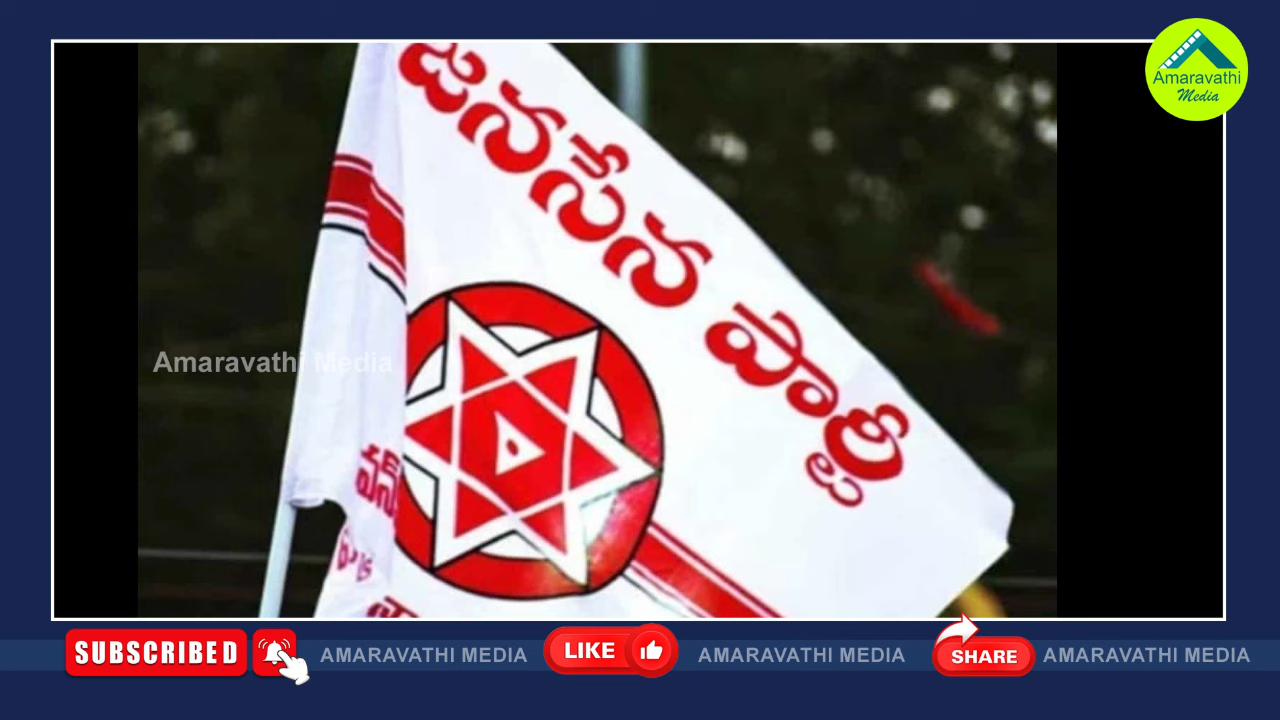 Amaravathi
Media
జనసేన పార్టీ
Amaravathi Media
SUBSCRIBED
AMARAVATHI MEDIA
LIKE
AMARAVATHI MEDIA
SHARE
AMARAVATHI MEDIA